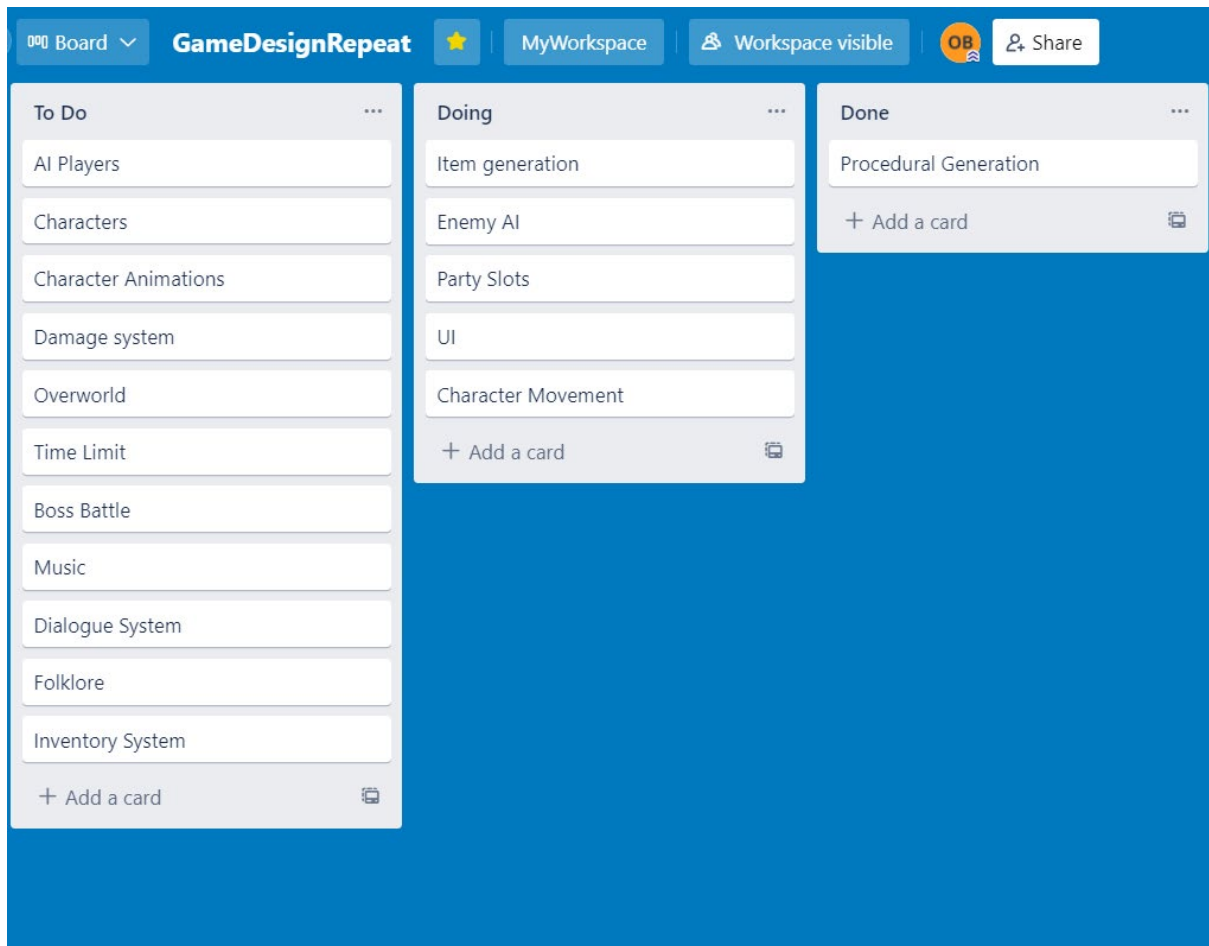 Board
GameDesignRepeat
MyWorkspace
Workspace visible
OB
Share
To Do
AI Players
Characters
Character Animations
Damage system
Overworld
Time Limit
Boss Battle
Music
Dialogue System
Folklore
Inventory System
+ Add a card
Doing
Item generation
Enemy AI
Party Slots
UI
Character Movement
+ Add a card
Done
Procedural Generation
+ Add a card